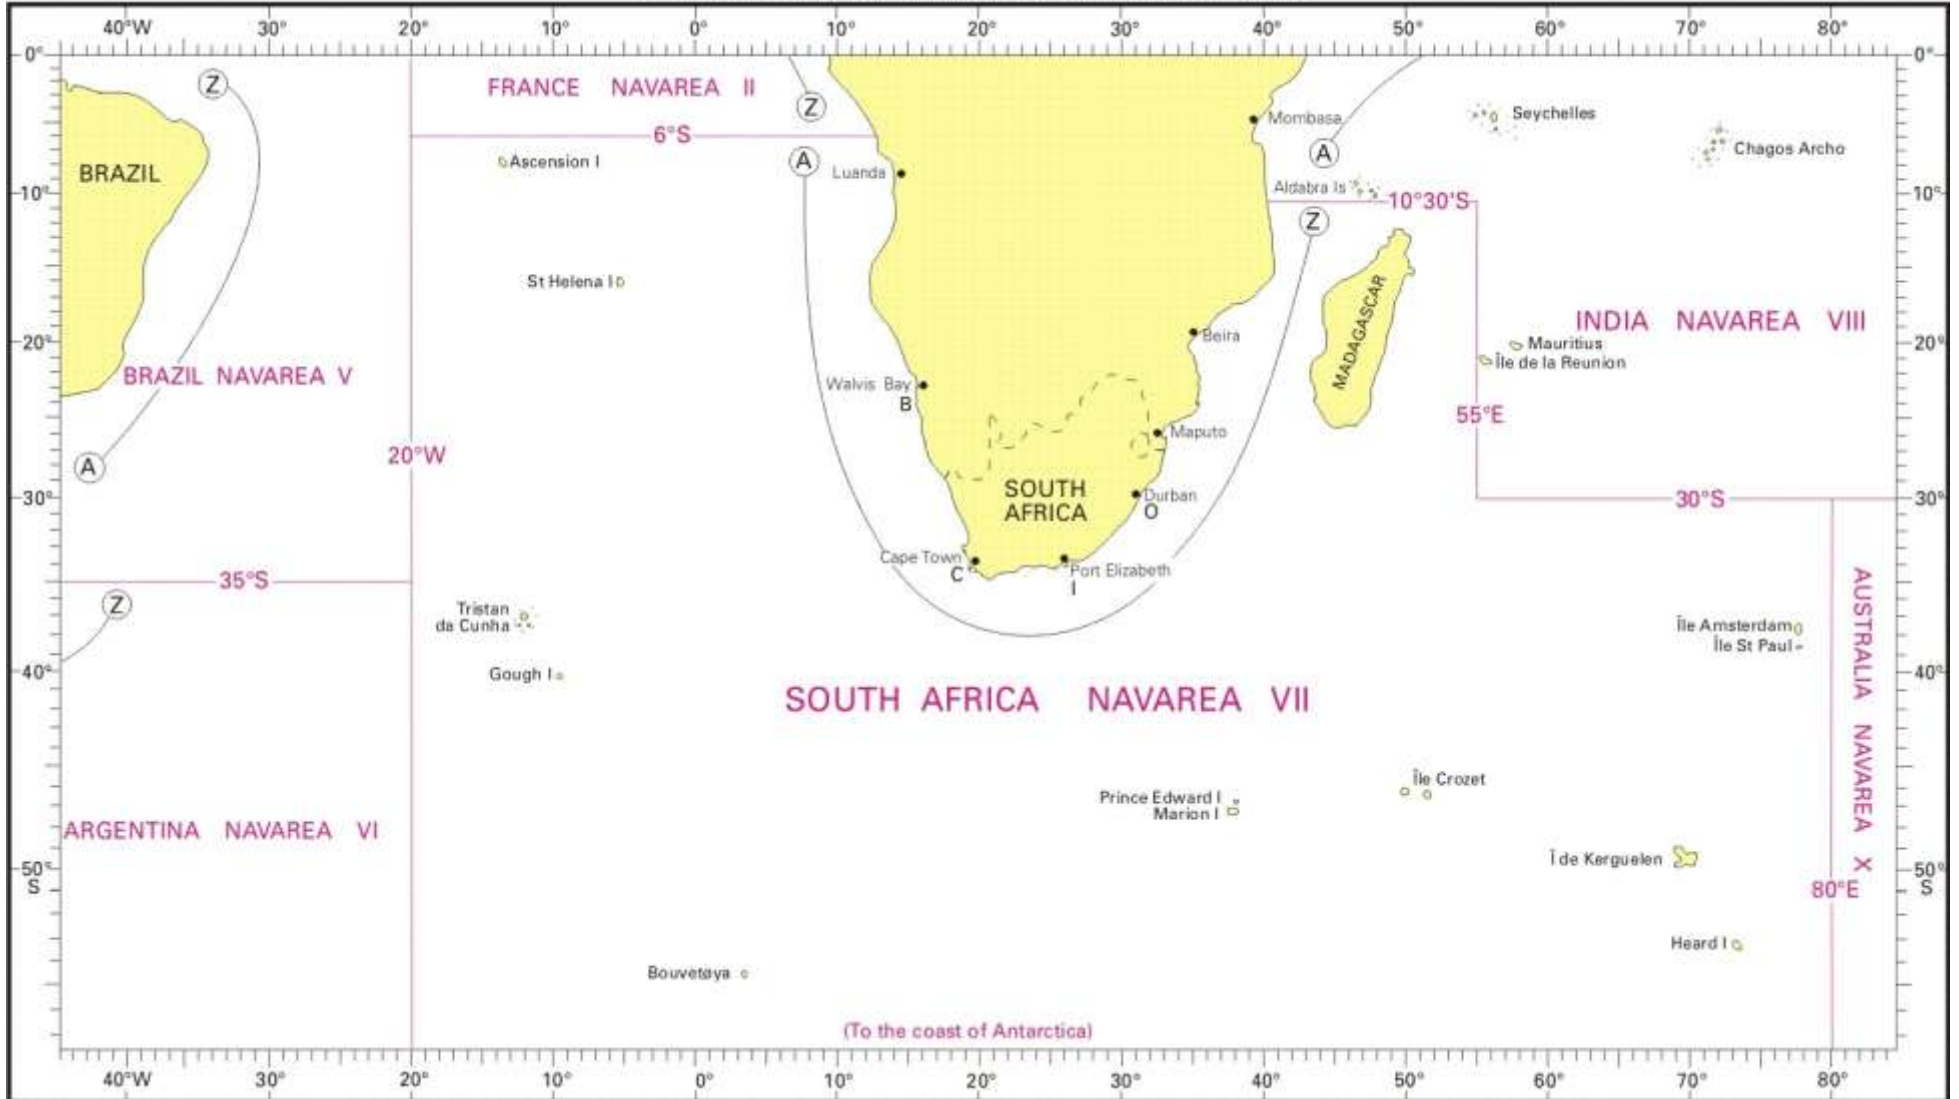 40°W 30° 20° 10° 0° 10° 20° 30° 40° 50° 60° 70° 80°
0° 0°
Z
FRANCE NAVAREA II
Z
Mombasa
Seychelles
6°S
BRAZIL
Ascension I
A
Luanda
A
Chagos Archo
Aldabra Is
10° 10°30'S 10°
Z
St Helena I
MADAGASCAR
INDIA NAVAREA VIII
Beira
20° 20°
Mauritius
Île de la Reunion
BRAZIL NAVAREA V
Walvis Bay
B
55°E
Maputo
20°W
A
SOUTH
AFRICA
Durban
O
30° 30°S 30°
Cape Town
C
Port Elizabeth
I
35°S
Z
Tristan
da Cunha
Île Amsterdam
Île St Paul
AUSTRALIA NAVAREA X
40° 40°
Gough I
SOUTH AFRICA NAVAREA VII
Île Crozet
Prince Edward I
Marion I
ARGENTINA NAVAREA VI
Î de Kerguelen
50° 50°
S S
80°E
Heard I
Bouvetøya
(To the coast of Antarctica)
40°W 30° 20° 10° 0° 10° 20° 30° 40° 50° 60° 70° 80°